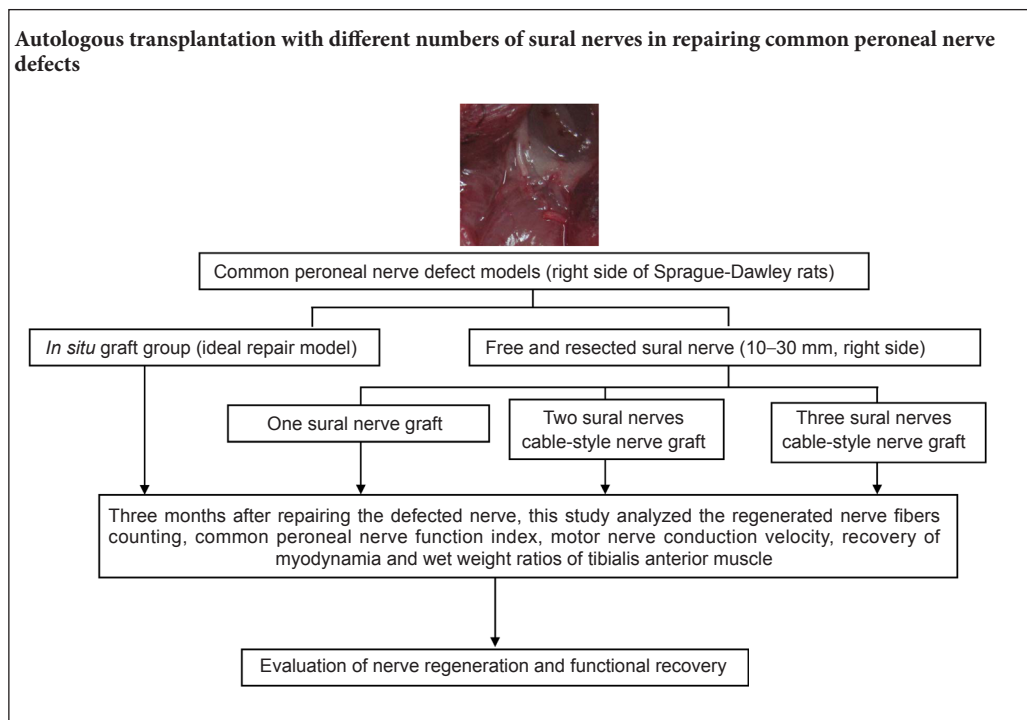 Autologous transplantation with different numbers of sural nerves in repairing common peroneal nerve
defects
Common peroneal nerve defect models (right side of Sprague-Dawley rats)
In situ graft group (ideal repair model)
Free and resected sural nerve (10–30 mm, right side)
One sural nerve graft
Two sural nerves
cable-style nerve graft
Three sural nerves
cable-style nerve graft
Three months after repairing the defected nerve, this study analyzed the regenerated nerve fibers
counting, common peroneal nerve function index, motor nerve conduction velocity, recovery of
myodynamia and wet weight ratios of tibialis anterior muscle
Evaluation of nerve regeneration and functional recovery